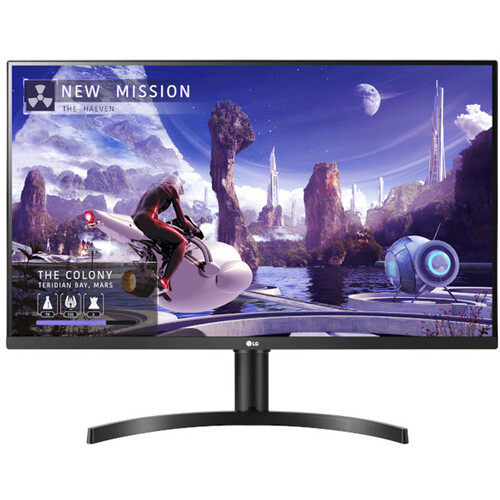 NEW MISSION
THE HAEVEN
THE COLONY
TERIDIAN BAY, MARS
LG